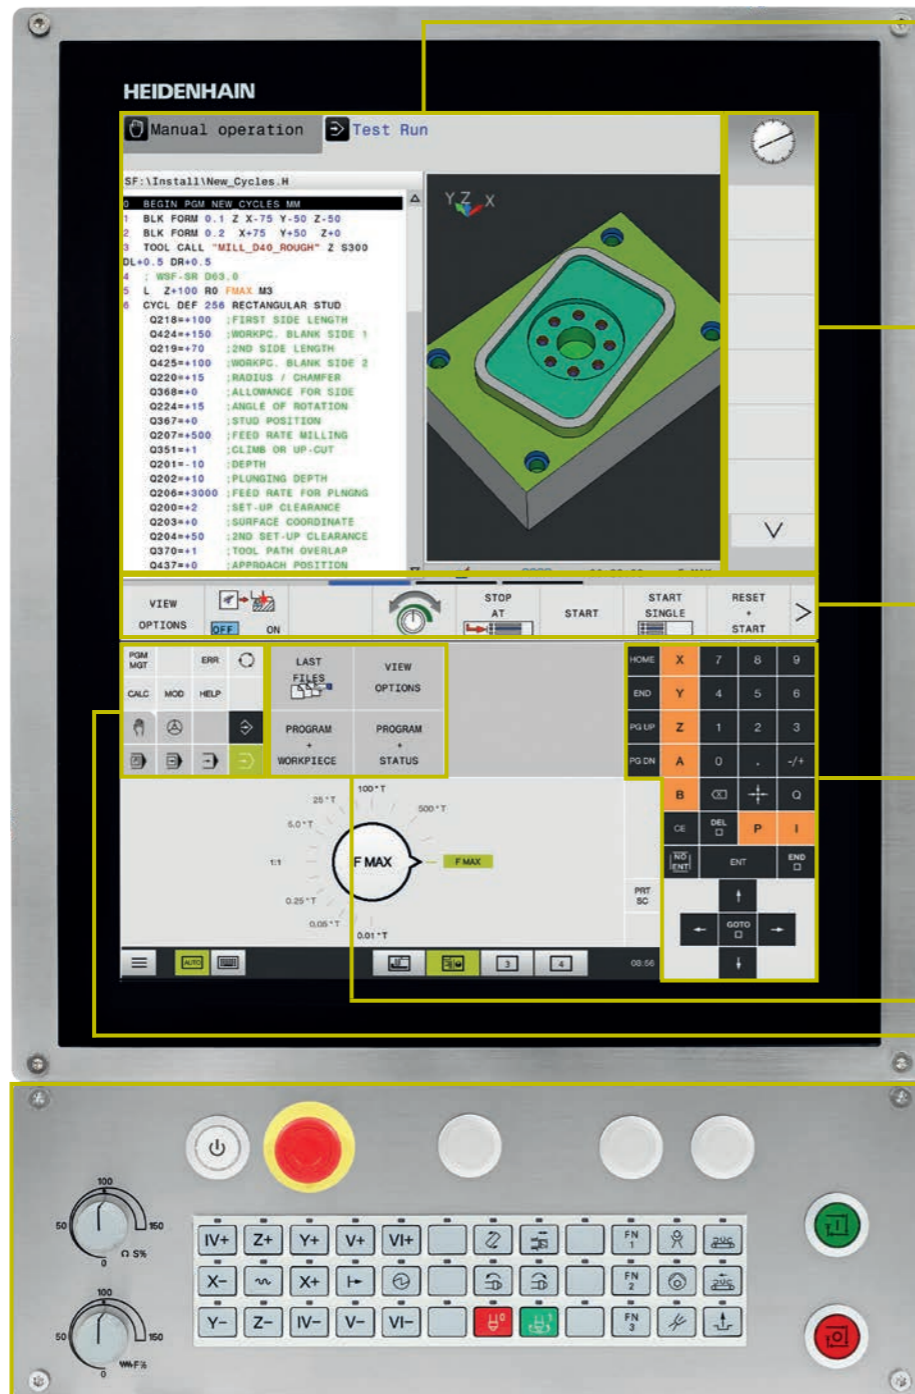 HEIDENHAIN
Manual operation
Test Run
SF:\Install\New_Cycles.H
0 BEGIN PGM NEW_CYCLES MM
1 BLK FORM 0.1 Z X-75 Y-50 Z-50
2 BLK FORM 0.2 X+75 Y+50 Z+0
3 TOOL CALL "MILL_D40_ROUGH" Z S300
DL+0.5 DR+0.5
4 ; WSF-SR D63.0
5 L Z+100 R0 FMAX M3
6 CYCL DEF 256 RECTANGULAR STUD
Q218=+100 ;FIRST SIDE LENGTH
Q424=+150 ;WORKPC. BLANK SIDE 1
Q219=+70 ;2ND SIDE LENGTH
Q425=+100 ;WORKPC. BLANK SIDE 2
Q220=+15 ;RADIUS / CHAMFER
Q368=+0 ;ALLOWANCE FOR SIDE
Q224=+15 ;ANGLE OF ROTATION
Q367=+0 ;STUD POSITION
Q207=+500 ;FEED RATE MILLING
Q351=+1 ;CLIMB OR UP-CUT
Q201=-10 ;DEPTH
Q202=+10 ;PLUNGING DEPTH
Q206=+3000 ;FEED RATE FOR PLNGNG
Q200=+2 ;SET-UP CLEARANCE
Q203=+0 ;SURFACE COORDINATE
Q204=+50 ;2ND SET-UP CLEARANCE
Q370=+1 ;TOOL PATH OVERLAP
Q437=+0 ;APPROACH POSITION
Y Z X
VIEW
OPTIONS
OFF ON
STOP
AT
START
START
SINGLE
RESET
+
START
PGM
MGT
ERR
CALC MOD HELP
LAST
FILES
VIEW
OPTIONS
PROGRAM
+
WORKPIECE
PROGRAM
+
STATUS
HOME X 7 8 9
END Y 4 5 6
PG UP Z 1 2 3
PG DN A 0 . -/+
B Q
CE DEL P I
NO
ENT
ENT
END
GOTO
100*T
25*T
500*T
5.0*T
1:1
F MAX
F MAX
0.25*T
0.05*T
0.01*T
PRT
SC
AUTO
3 4
08:56
100
50 150
0
S%
100
50 150
0
F%
IV+ Z+ Y+ V+ VI+ FN 1
X- X+ FN 2
Y- Z- IV- V- VI- FN 3